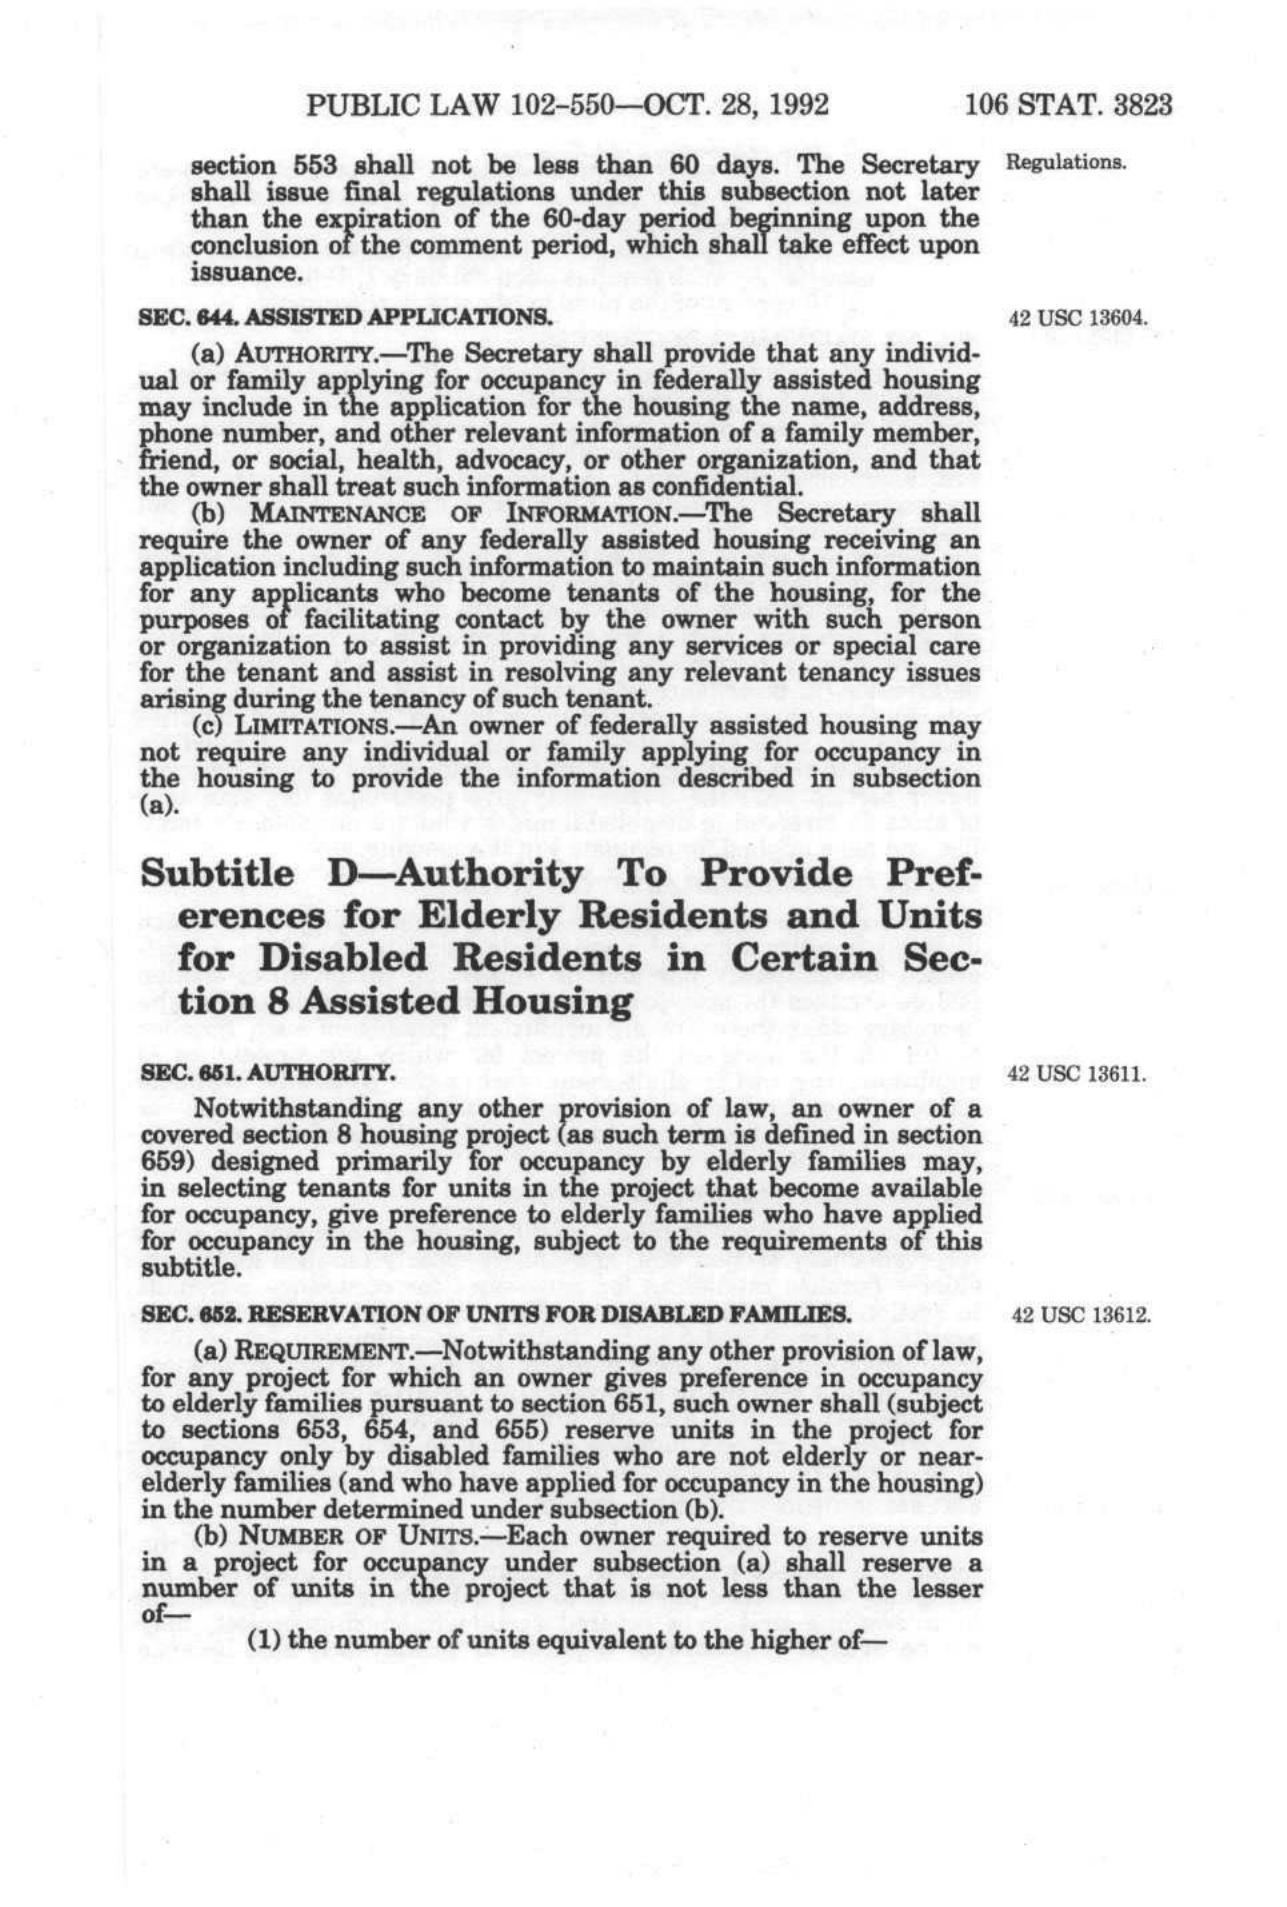 PUBLIC LAW 102–550—OCT. 28, 1992 106 STAT. 3823
section 553 shall not be less than 60 days. The Secretary Regulations.
shall issue final regulations under this subsection not later
than the expiration of the 60-day period beginning upon the
conclusion of the comment period, which shall take effect upon
issuance.
SEC. 644. ASSISTED APPLICATIONS. 42 USC 13604.
(a) AUTHORITY.—The Secretary shall provide that any individ-
ual or family applying for occupancy in federally assisted housing
may include in the application for the housing the name, address,
phone number, and other relevant information of a family member,
friend, or social, health, advocacy, or other organization, and that
the owner shall treat such information as confidential.
(b) MAINTENANCE OF INFORMATION.—The Secretary shall
require the owner of any federally assisted housing receiving an
application including such information to maintain such information
for any applicants who become tenants of the housing, for the
purposes of facilitating contact by the owner with such person
or organization to assist in providing any services or special care
for the tenant and assist in resolving any relevant tenancy issues
arising during the tenancy of such tenant.
(c) LIMITATIONS.—An owner of federally assisted housing may
not require any individual or family applying for occupancy in
the housing to provide the information described in subsection
(a).
Subtitle D—Authority To Provide Pref-
erences for Elderly Residents and Units
for Disabled Residents in Certain Sec-
tion 8 Assisted Housing
SEC. 651. AUTHORITY. 42 USC 13611.
Notwithstanding any other provision of law, an owner of a
covered section 8 housing project (as such term is defined in section
659) designed primarily for occupancy by elderly families may,
in selecting tenants for units in the project that become available
for occupancy, give preference to elderly families who have applied
for occupancy in the housing, subject to the requirements of this
subtitle.
SEC. 652. RESERVATION OF UNITS FOR DISABLED FAMILIES. 42 USC 13612.
(a) REQUIREMENT.—Notwithstanding any other provision of law,
for any project for which an owner gives preference in occupancy
to elderly families pursuant to section 651, such owner shall (subject
to sections 653, 654, and 655) reserve units in the project for
occupancy only by disabled families who are not elderly or near-
elderly families (and who have applied for occupancy in the housing)
in the number determined under subsection (b).
(b) NUMBER OF UNITS.—Each owner required to reserve units
in a project for occupancy under subsection (a) shall reserve a
number of units in the project that is not less than the lesser
of—
(1) the number of units equivalent to the higher of—